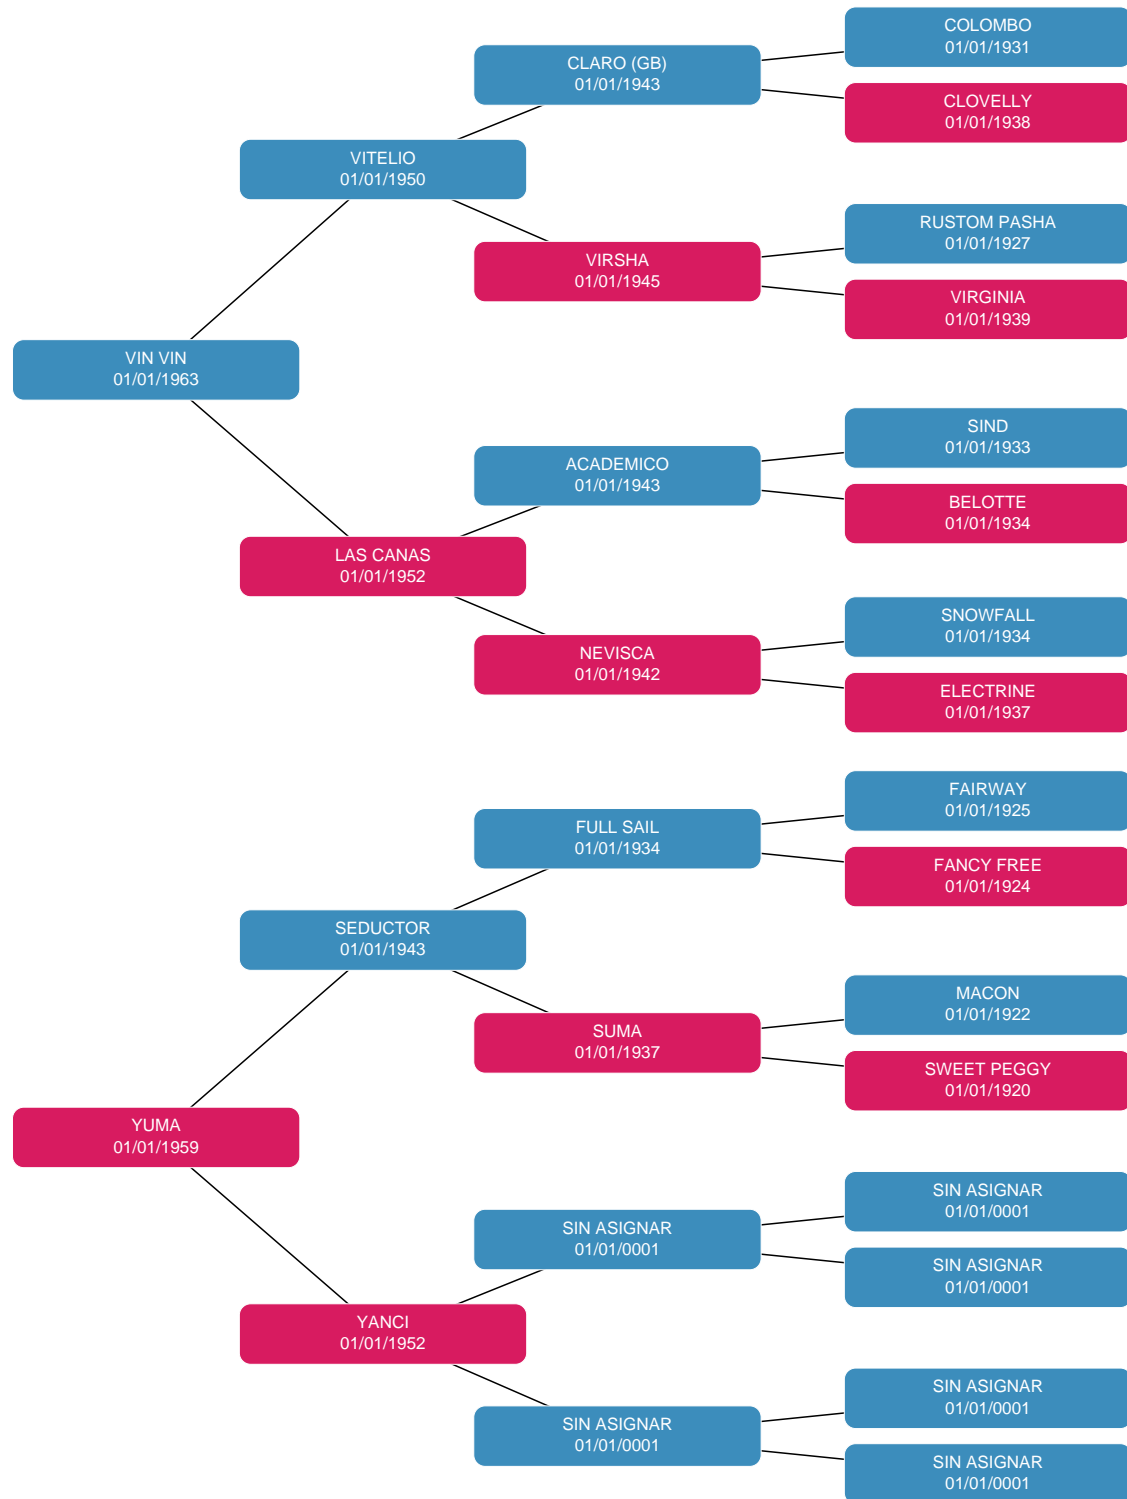 COLOMBO
01/01/1931
CLARO (GB)
01/01/1943
CLOVELLY
01/01/1938
VITELIO
01/01/1950
RUSTOM PASHA
01/01/1927
VIRSHA
01/01/1945
VIRGINIA
01/01/1939
VIN VIN
01/01/1963
SIND
01/01/1933
ACADEMICO
01/01/1943
BELOTTE
01/01/1934
LAS CANAS
01/01/1952
SNOWFALL
01/01/1934
NEVISCA
01/01/1942
ELECTRINE
01/01/1937
FAIRWAY
01/01/1925
FULL SAIL
01/01/1934
FANCY FREE
01/01/1924
SEDUCTOR
01/01/1943
MACON
01/01/1922
SUMA
01/01/1937
SWEET PEGGY
01/01/1920
YUMA
01/01/1959
SIN ASIGNAR
01/01/0001
SIN ASIGNAR
01/01/0001
SIN ASIGNAR
01/01/0001
YANCI
01/01/1952
SIN ASIGNAR
01/01/0001
SIN ASIGNAR
01/01/0001
SIN ASIGNAR
01/01/0001